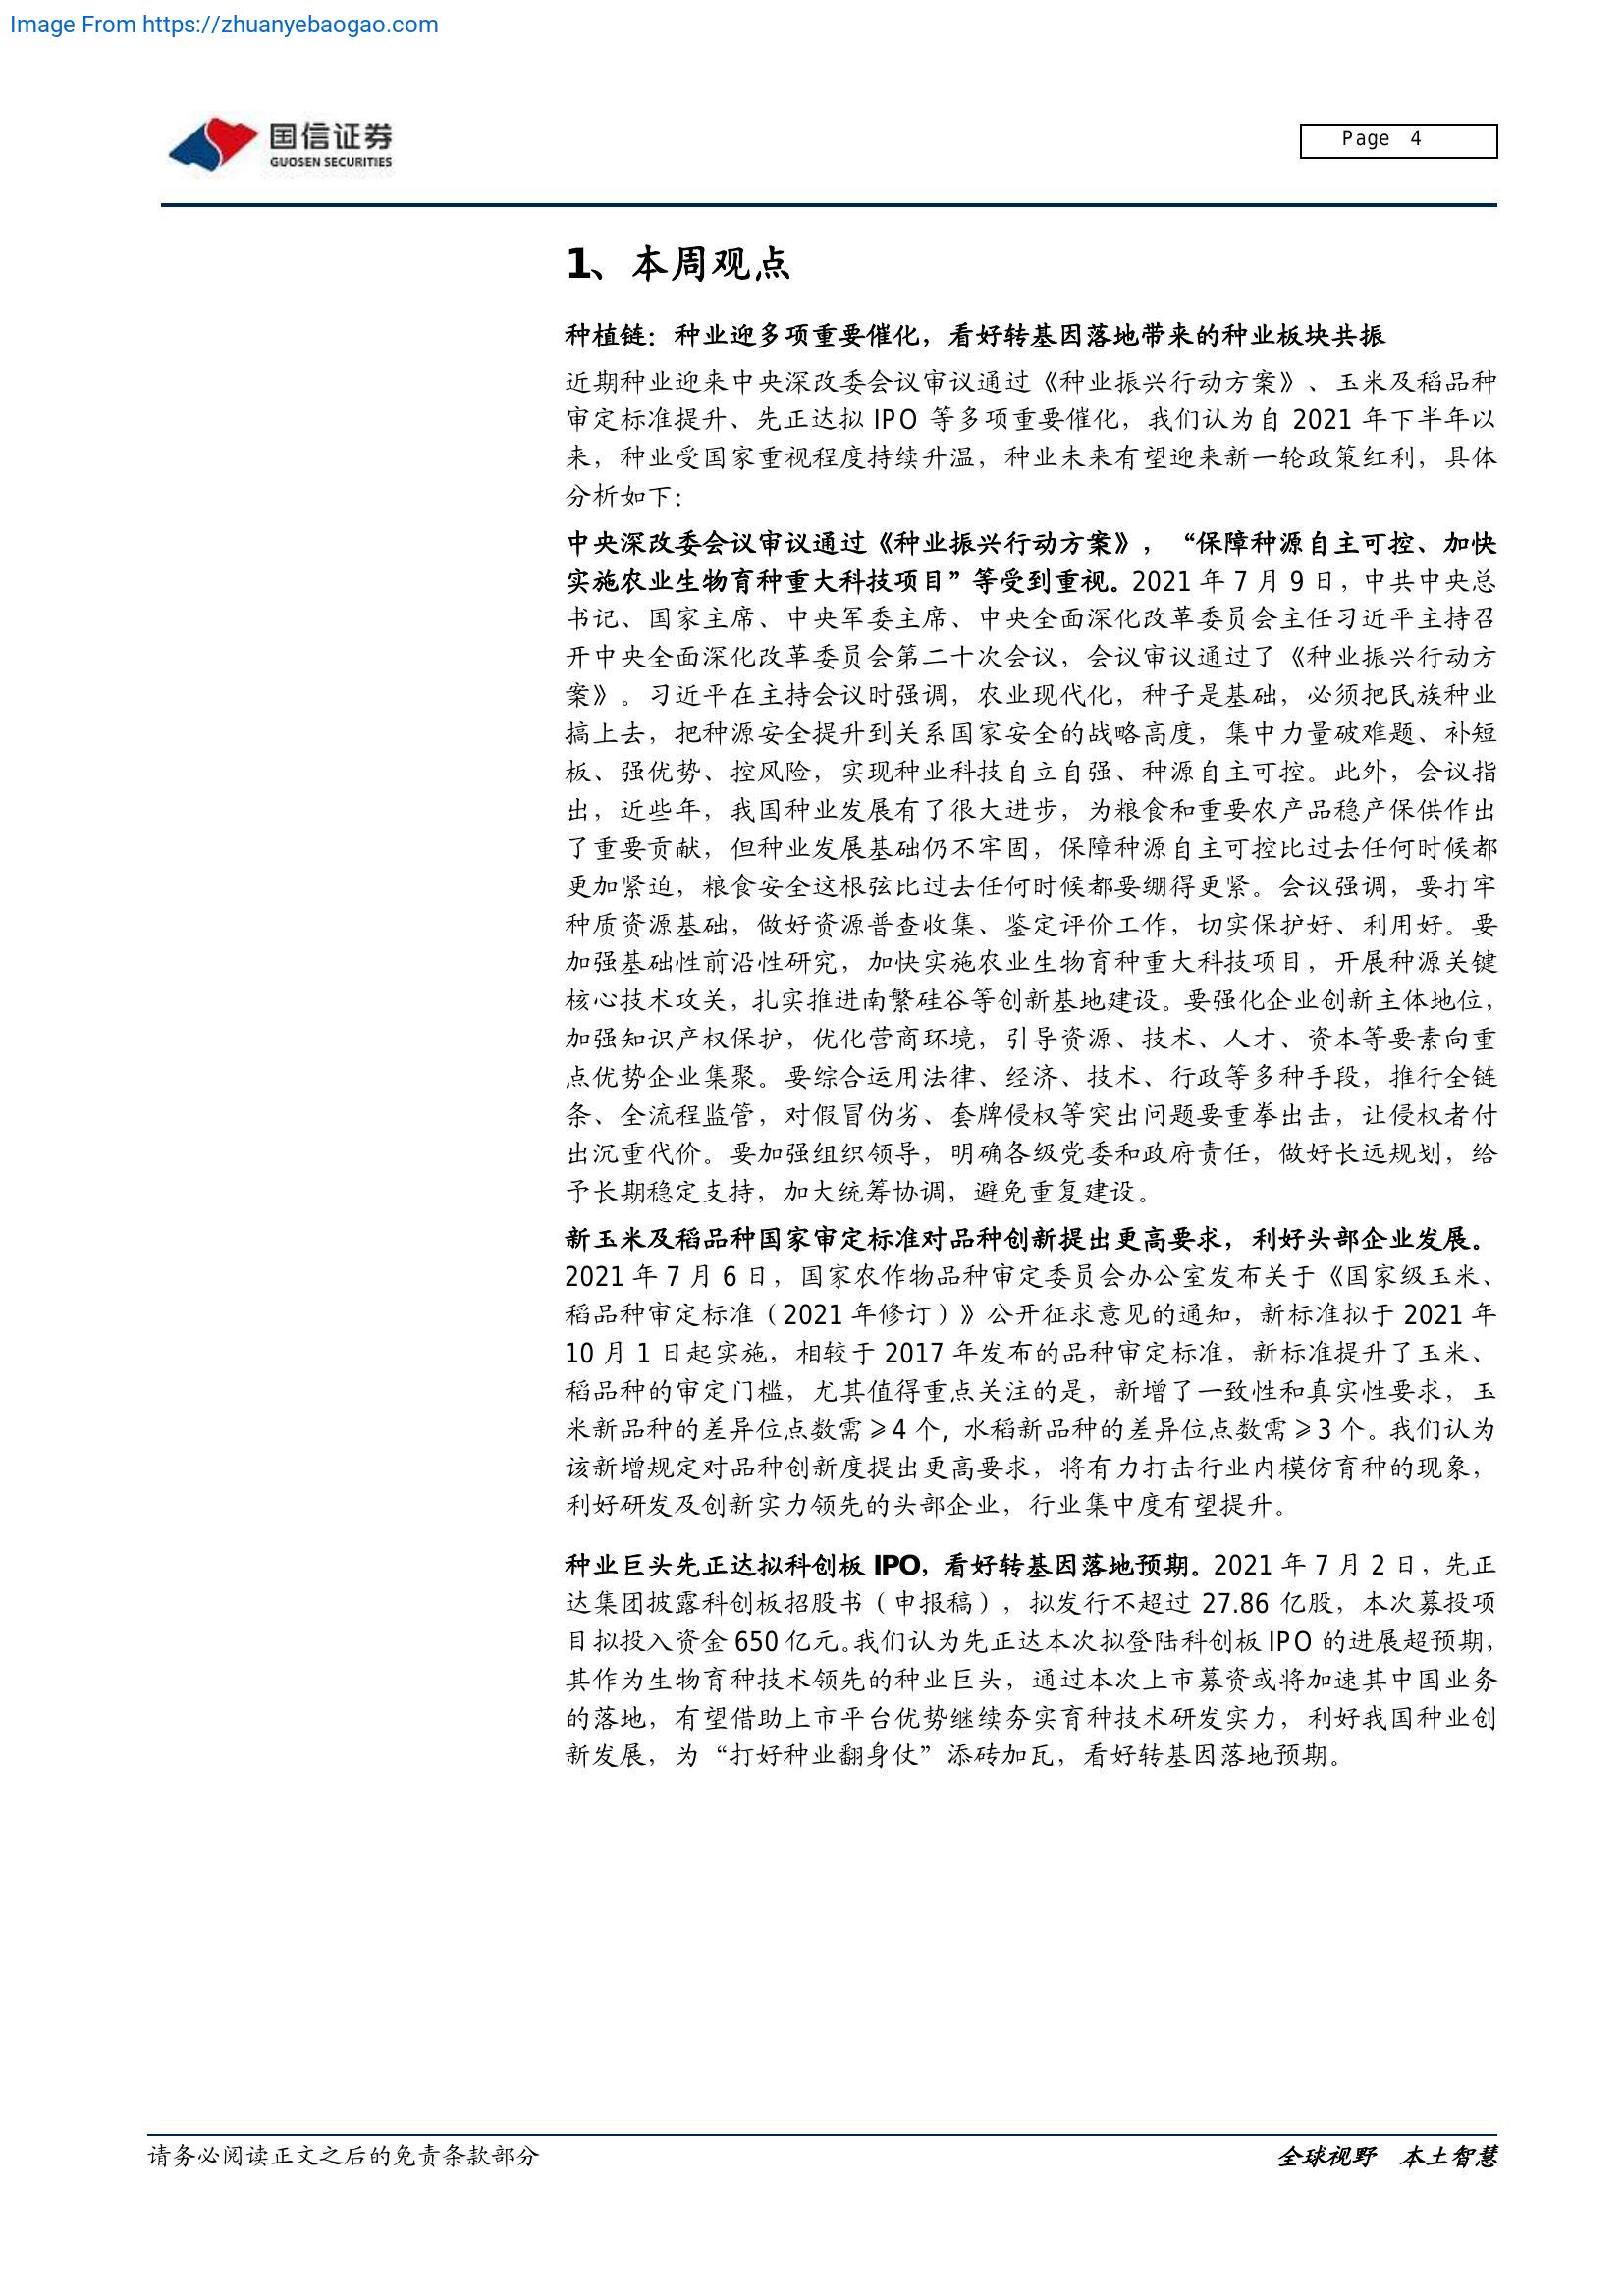 Image From https://zhuanyebaogao.com
国信证券
GUOSEN SECURITIES
Page 4
1、本周观点
种植链：种业迎多项重要催化，看好转基因落地带来的种业板块共振
近期种业迎来中央深改委会议审议通过《种业振兴行动方案》、玉米及稻品种
审定标准提升、先正达拟 IPO 等多项重要催化，我们认为自 2021 年下半年以
来，种业受国家重视程度持续升温，种业未来有望迎来新一轮政策红利，具体
分析如下：
中央深改委会议审议通过《种业振兴行动方案》，“保障种源自主可控、加快
实施农业生物育种重大科技项目”等受到重视。2021 年 7 月 9 日，中共中央总
书记、国家主席、中央军委主席、中央全面深化改革委员会主任习近平主持召
开中央全面深化改革委员会第二十次会议，会议审议通过了《种业振兴行动方
案》。习近平在主持会议时强调，农业现代化，种子是基础，必须把民族种业
搞上去，把种源安全提升到关系国家安全的战略高度，集中力量破难题、补短
板、强优势、控风险，实现种业科技自立自强、种源自主可控。此外，会议指
出，近些年，我国种业发展有了很大进步，为粮食和重要农产品稳产保供作出
了重要贡献，但种业发展基础仍不牢固，保障种源自主可控比过去任何时候都
更加紧迫，粮食安全这根弦比过去任何时候都要绷得更紧。会议强调，要打牢
种质资源基础，做好资源普查收集、鉴定评价工作，切实保护好、利用好。要
加强基础性前沿性研究，加快实施农业生物育种重大科技项目，开展种源关键
核心技术攻关，扎实推进南繁硅谷等创新基地建设。要强化企业创新主体地位，
加强知识产权保护，优化营商环境，引导资源、技术、人才、资本等要素向重
点优势企业集聚。要综合运用法律、经济、技术、行政等多种手段，推行全链
条、全流程监管，对假冒伪劣、套牌侵权等突出问题要重拳出击，让侵权者付
出沉重代价。要加强组织领导，明确各级党委和政府责任，做好长远规划，给
予长期稳定支持，加大统筹协调，避免重复建设。
新玉米及稻品种国家审定标准对品种创新提出更高要求，利好头部企业发展。
2021 年 7 月 6 日，国家农作物品种审定委员会办公室发布关于《国家级玉米、
稻品种审定标准（2021 年修订）》公开征求意见的通知，新标准拟于 2021 年
10 月 1 日起实施，相较于 2017 年发布的品种审定标准，新标准提升了玉米、
稻品种的审定门槛，尤其值得重点关注的是，新增了一致性和真实性要求，玉
米新品种的差异位点数需≥4 个，水稻新品种的差异位点数需≥3 个。我们认为
该新增规定对品种创新度提出更高要求，将有力打击行业内模仿育种的现象，
利好研发及创新实力领先的头部企业，行业集中度有望提升。
种业巨头先正达拟科创板 IPO，看好转基因落地预期。2021 年 7 月 2 日，先正
达集团披露科创板招股书（申报稿），拟发行不超过 27.86 亿股，本次募投项
目拟投入资金 650 亿元。我们认为先正达本次拟登陆科创板 IPO 的进展超预期，
其作为生物育种技术领先的种业巨头，通过本次上市募资或将加速其中国业务
的落地，有望借助上市平台优势继续夯实育种技术研发实力，利好我国种业创
新发展，为“打好种业翻身仗”添砖加瓦，看好转基因落地预期。
请务必阅读正文之后的免责条款部分
全球视野 本土智慧